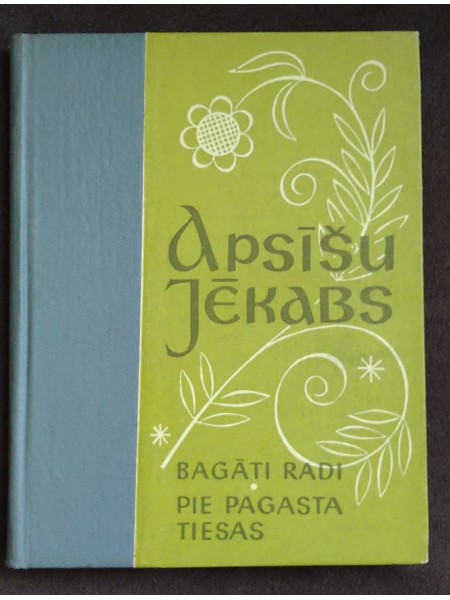 Apsīšu
Jēkabs
BAGĀTI RADI
PIE PAGASTA
TIESAS